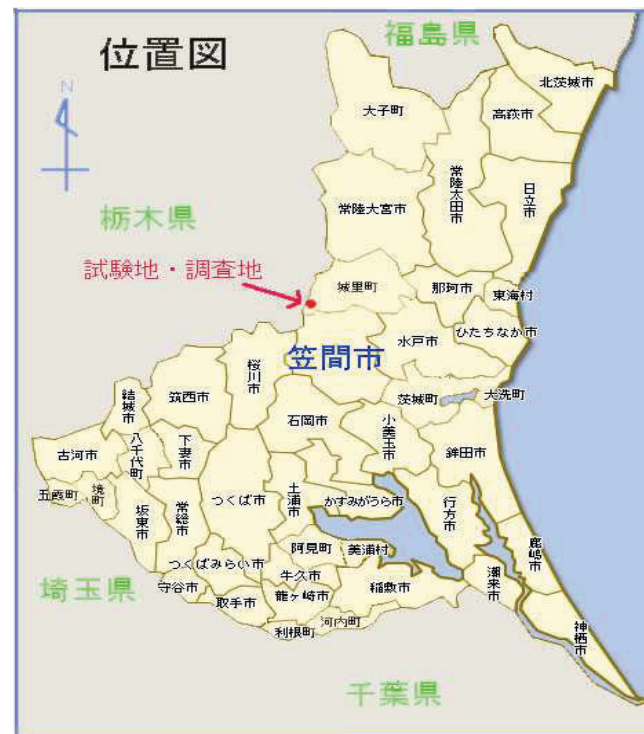 福島県
位置図
北茨城市
N
大子町
高萩市
常陸太田市
日立市
常陸大宮市
栃木県
試験地・調査地
城里町
那珂市
東海村
水戸市
ひたちなか市
笠間市
桜川市
筑西市
結城市
茨城町
大洗町
石岡市
小美玉市
鉾田市
古河市
八千代町
下妻市
五霞町
境町
坂東市
常総市
つくば市
土浦市
かすみがうら市
行方市
鹿嶋市
阿見町
美浦村
つくばみらい市
牛久市
稲敷市
潮来市
守谷市
取手市
龍ヶ崎市
埼玉県
利根町
河内町
神栖市
千葉県